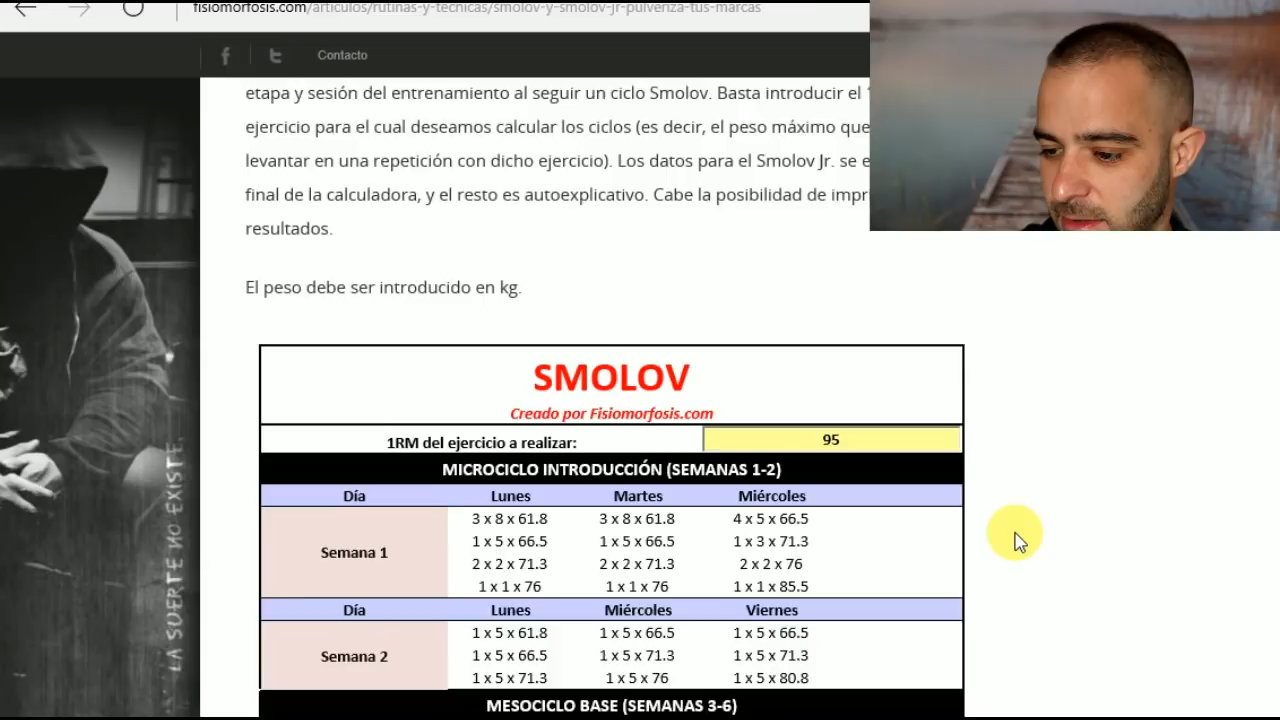 fisiomorfosis.com/articulos/rutinas-y-tecnicas/smolov-y-smolov-jr-pulveriza-tus-marcas
Contacto
etapa y sesión del entrenamiento al seguir un ciclo Smolov. Basta introducir el
ejercicio para el cual deseamos calcular los ciclos (es decir, el peso máximo que
levantar en una repetición con dicho ejercicio). Los datos para el Smolov Jr. se
final de la calculadora, y el resto es autoexplicativo. Cabe la posibilidad de
resultados.
El peso debe ser introducido en kg.
SMOLOV
Creado por Fisiomorfosis.com
1RM del ejercicio a realizar: 95
MICROCICLO INTRODUCCIÓN (SEMANAS 1-2)
Día Lunes Martes Miércoles
3 x 8 x 61.8 3 x 8 x 61.8 4 x 5 x 66.5
1 x 5 x 66.5 1 x 5 x 66.5 1 x 3 x 71.3
Semana 1
2 x 2 x 71.3 2 x 2 x 71.3 2 x 2 x 76
1 x 1 x 76 1 x 1 x 76 1 x 1 x 85.5
Día Lunes Miércoles Viernes
1 x 5 x 61.8 1 x 5 x 66.5 1 x 5 x 66.5
Semana 2 1 x 5 x 66.5 1 x 5 x 71.3 1 x 5 x 71.3
1 x 5 x 71.3 1 x 5 x 76 1 x 5 x 80.8
MESOCICLO BASE (SEMANAS 3-6)
LA SUERTE NO EXISTE